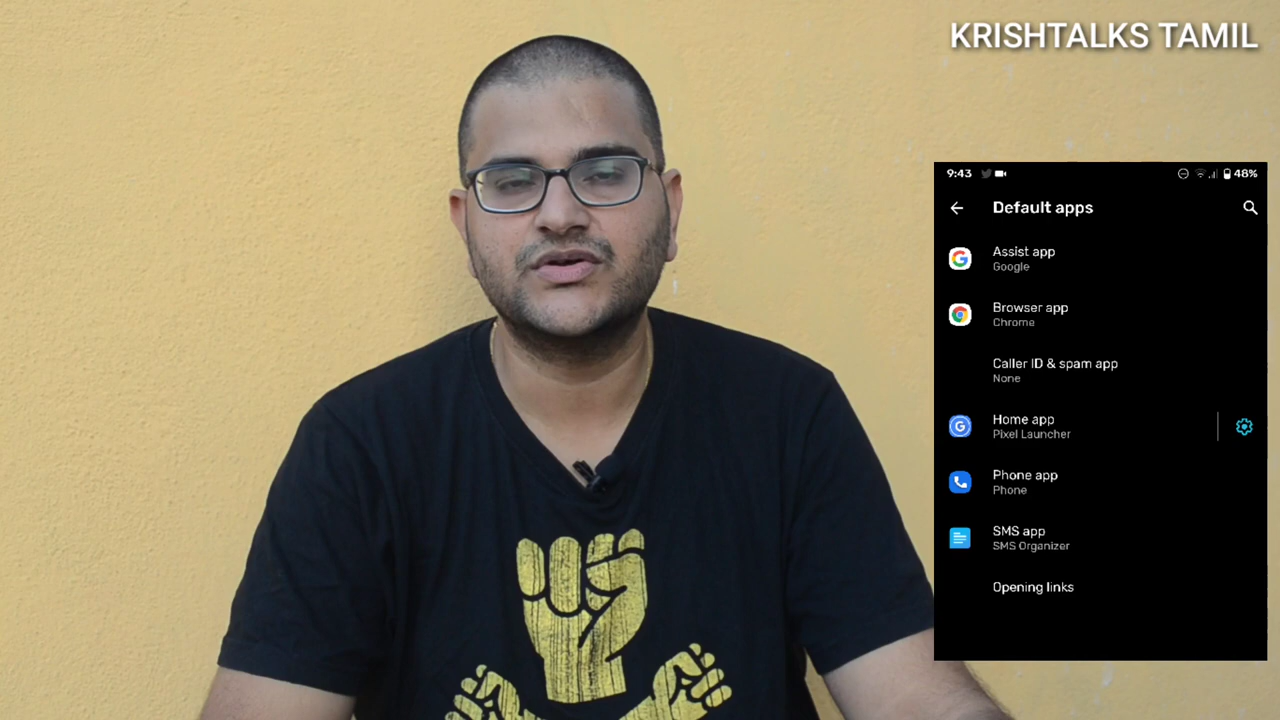 KRISHTALKS TAMIL
9:43
48%
Default apps
Assist app
Google
Browser app
Chrome
Caller ID & spam app
None
Home app
Pixel Launcher
Phone app
Phone
SMS app
SMS Organizer
Opening links